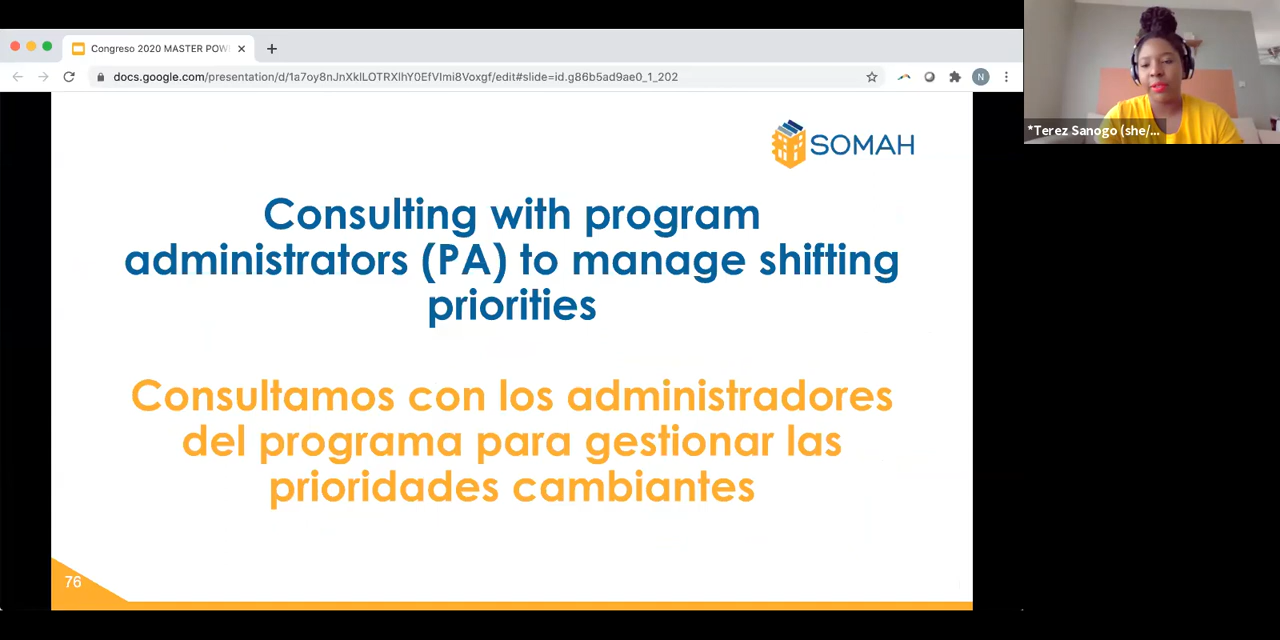 Congreso 2020 MASTER POW
docs.google.com/presentation/d/1a7oy8nJnXklLOTRXlhY0EfVImi8Voxgf/edit#slide=id.g86b5ad9ae0_1_202
N
*Terez Sanogo (she/...
SOMAH
Consulting with program
administrators (PA) to manage shifting
priorities
Consultamos con los administradores
del programa para gestionar las
prioridades cambiantes
76